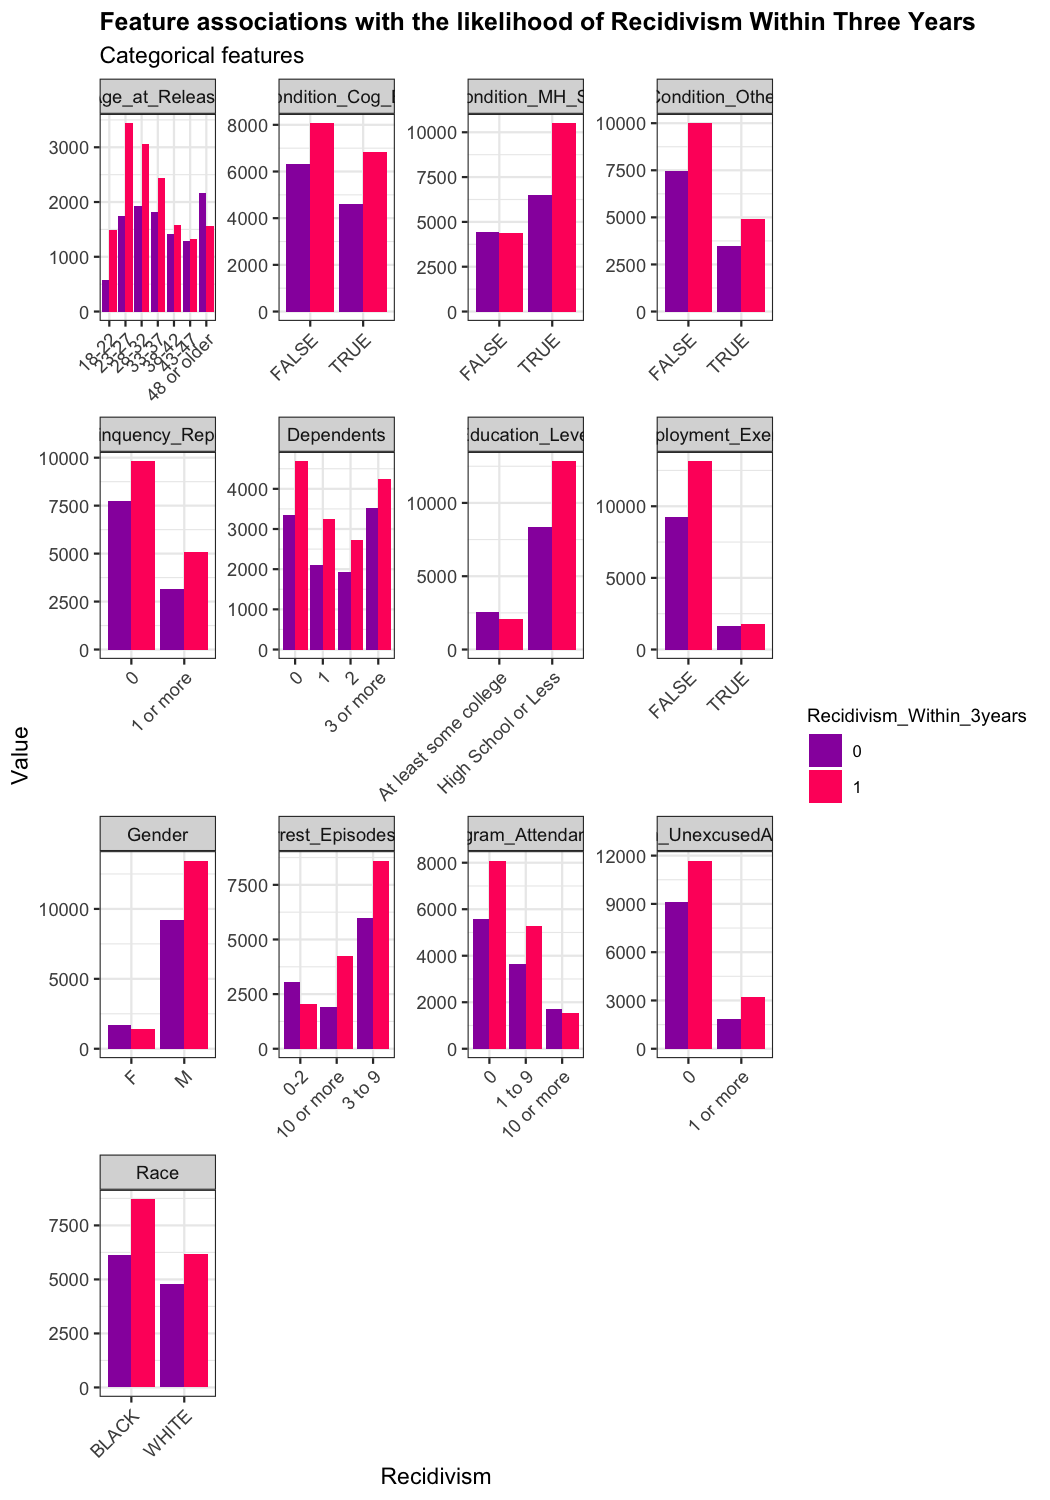 Feature associations with the likelihood of Recidivism Within Three Years
Categorical features
Age_at_Releas
ondition_Cog_E
ondition_MH_S
Condition_Othe
3000
2000
1000
0
18-22
23-27
28-32
33-37
38-42
43-47
48 or older
8000
6000
4000
2000
0
FALSE
TRUE
10000
7500
5000
2500
0
FALSE
TRUE
10000
7500
5000
2500
0
FALSE
TRUE
inquency_Rep
Dependents
Education_Leve
ployment_Exe
10000
7500
5000
2500
0
0
1 or more
4000
3000
2000
1000
0
0
1
2
3 or more
10000
5000
0
At least some college
High School or Less
10000
5000
0
FALSE
TRUE
Value
Recidivism_Within_3years
0
1
Gender
rrest_Episodes
gram_Attendar
_UnexcusedA
10000
5000
0
F
M
7500
5000
2500
0
0-2
10 or more
3 to 9
8000
6000
4000
2000
0
0
1 to 9
10 or more
12000
9000
6000
3000
0
0
1 or more
Race
7500
5000
2500
0
BLACK
WHITE
Recidivism